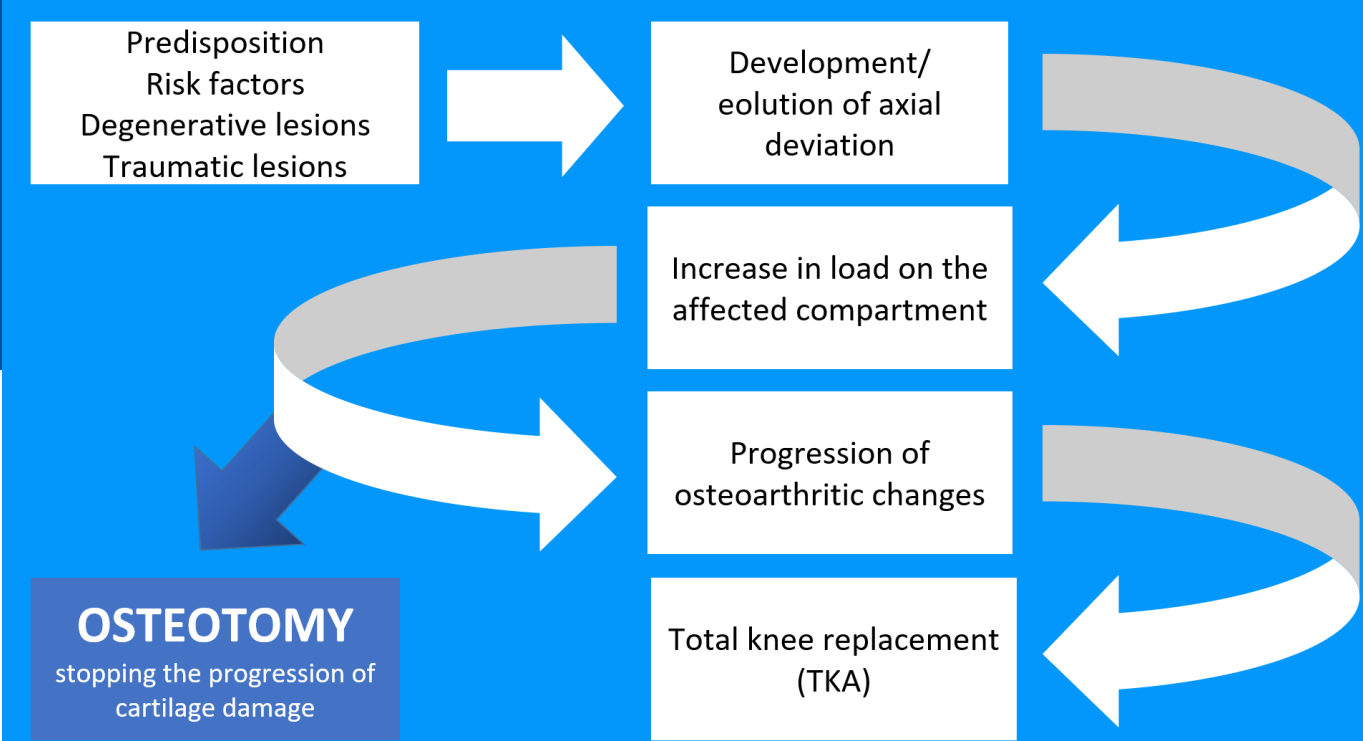 Predisposition
Risk factors
Degenerative lesions
Traumatic lesions
Development/
eolution of axial
deviation
Increase in load on the
affected compartment
Progression of
osteoarthritic changes
OSTEOTOMY
stopping the progression of
cartilage damage
Total knee replacement
(TKA)